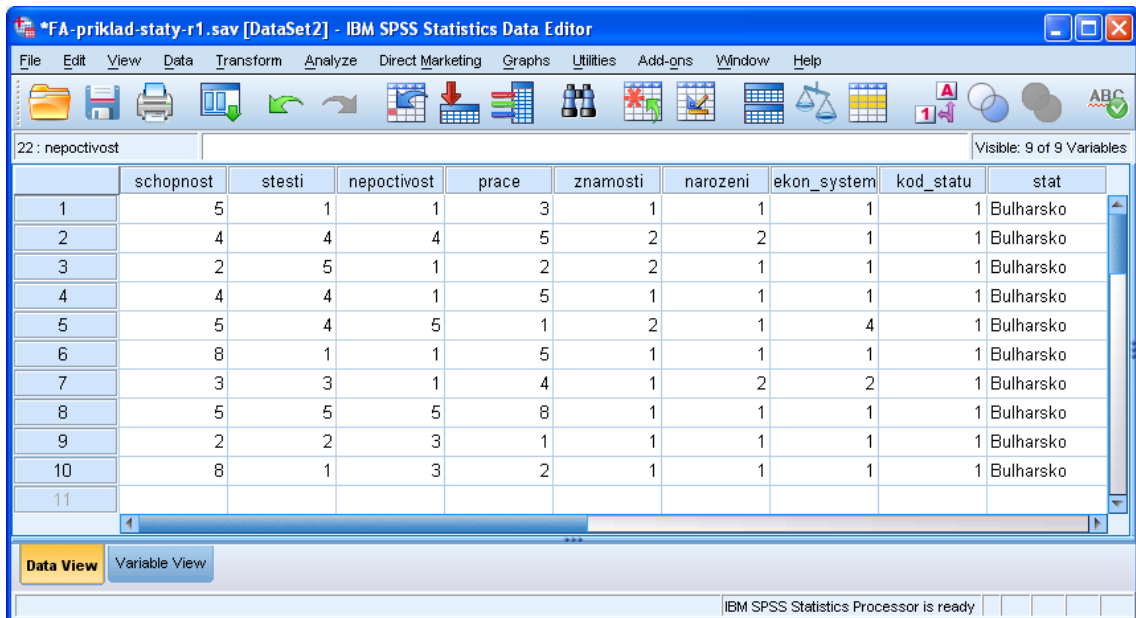 *FA-priklad-staty-r1.sav [DataSet2] - IBM SPSS Statistics Data Editor
File Edit View Data Transform Analyze Direct Marketing Graphs Utilities Add-ons Window Help
A
1
ABC
22 : nepoctivost Visible: 9 of 9 Variables
schopnost stesti nepoctivost prace znamosti narozeni ekon_system kod_statu stat
1 5 1 1 3 1 1 1 1 Bulharsko
2 4 4 4 5 2 2 1 1 Bulharsko
3 2 5 1 2 2 1 1 1 Bulharsko
4 4 4 1 5 1 1 1 1 Bulharsko
5 5 4 5 1 2 1 4 1 Bulharsko
6 8 1 1 5 1 1 1 1 Bulharsko
7 3 3 1 4 1 2 2 1 Bulharsko
8 5 5 5 8 1 1 1 1 Bulharsko
9 2 2 3 1 1 1 1 1 Bulharsko
10 8 1 3 2 1 1 1 1 Bulharsko
11
Data View Variable View
IBM SPSS Statistics Processor is ready